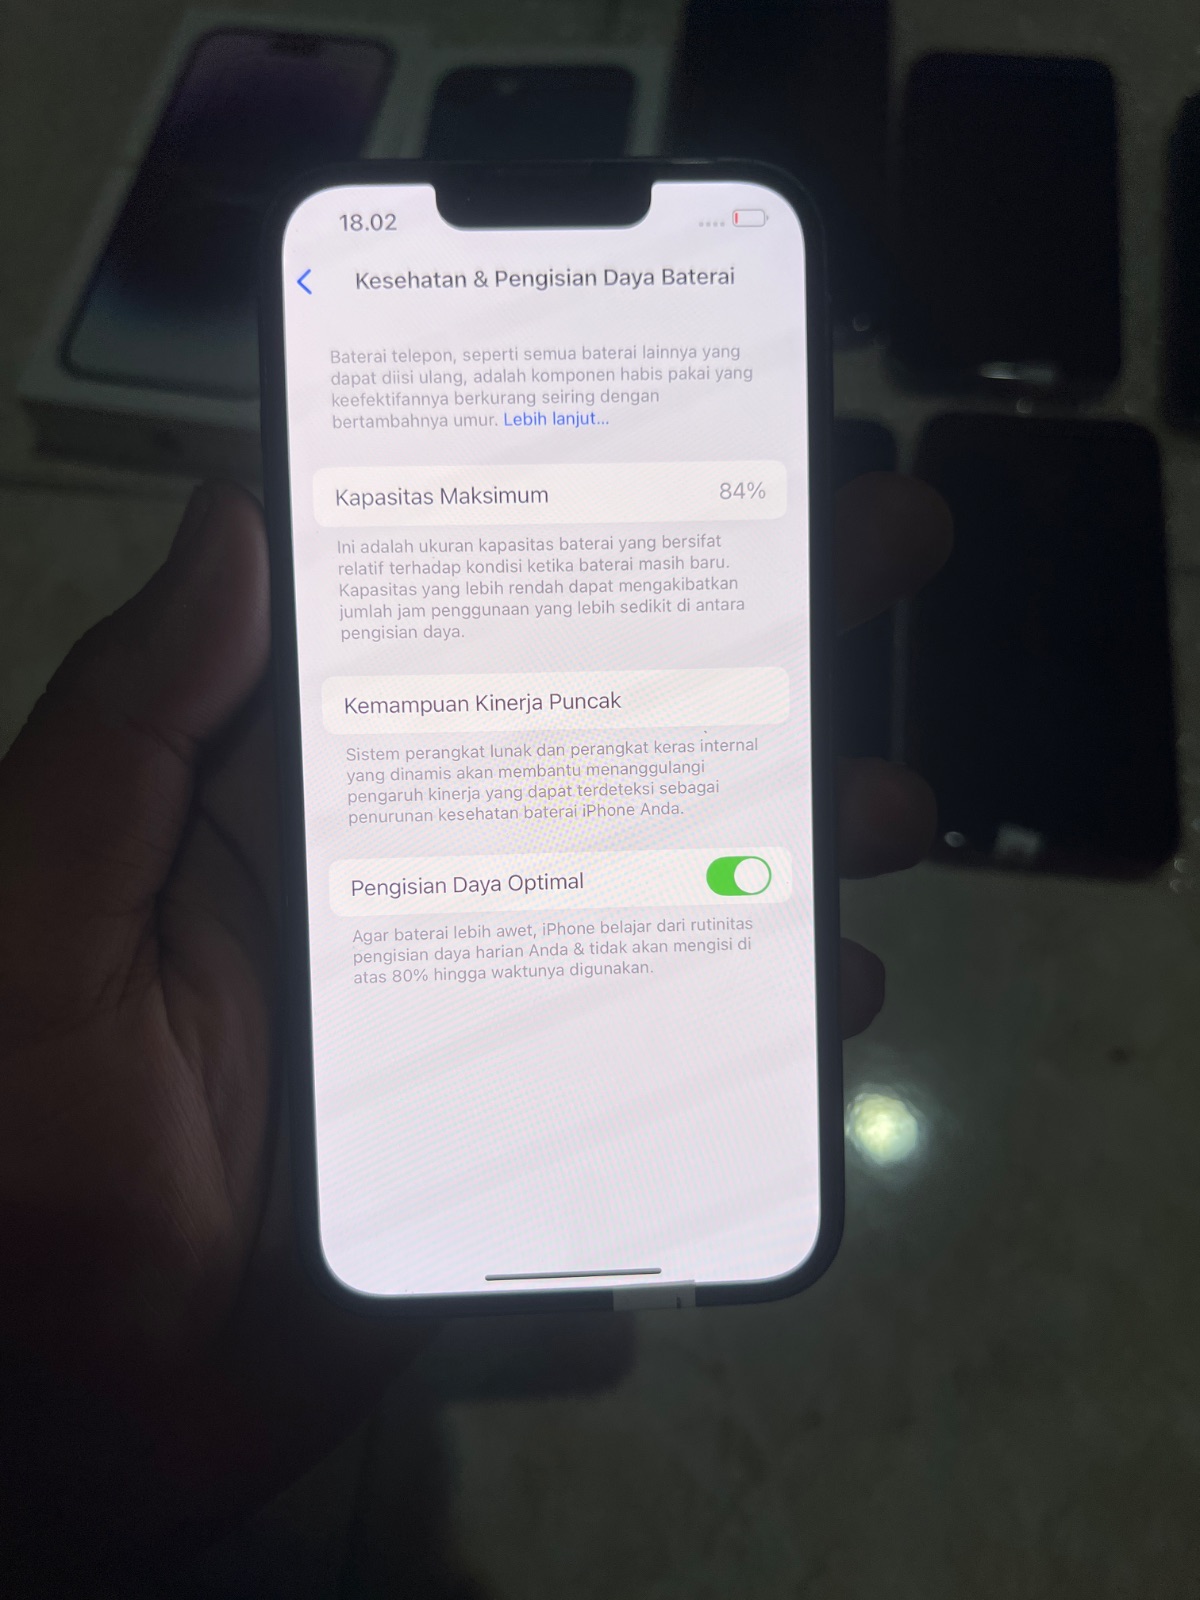 18.02
Kesehatan & Pengisian Daya Baterai
Baterai telepon, seperti semua baterai lainnya yang
dapat diisi ulang, adalah komponen habis pakai yang
keefektifannya berkurang seiring dengan
bertambahnya umur. Lebih lanjut...
Kapasitas Maksimum 84%
Ini adalah ukuran kapasitas baterai yang bersifat
relatif terhadap kondisi ketika baterai masih baru.
Kapasitas yang lebih rendah dapat mengakibatkan
jumlah jam penggunaan yang lebih sedikit di antara
pengisian daya.
Kemampuan Kinerja Puncak
Sistem perangkat lunak dan perangkat keras internal
yang dinamis akan membantu menanggulangi
pengaruh kinerja yang dapat terdeteksi sebagai
penurunan kesehatan baterai iPhone Anda.
Pengisian Daya Optimal
Agar baterai lebih awet, iPhone belajar dari rutinitas
pengisian daya harian Anda & tidak akan mengisi di
atas 80% hingga waktunya digunakan.